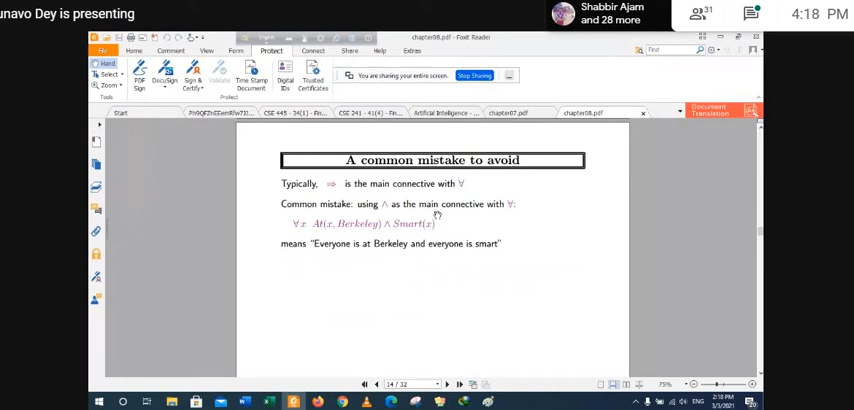 unavo Dey is presenting
Shabbir Ajam
and 28 more
31
4:18 PM
chapter08.pdf - Foxit Reader
File Home Comment View Form Protect Connect Share Help Extras
Find
Hand
Select
Zoom
Tools
PDF Sign
DocuSign
Sign & Certify
Validate
Time Stamp Document
Digital IDs
Trusted Certificates
Protect
You are sharing your entire screen. Stop Sharing
Start
CSE 445 - 34(1) - Fin...
CSE 241 - 41(4) - Fin...
Artificial Intelligence - ...
chapter07.pdf
chapter08.pdf
Document Translation
A common mistake to avoid
Typically, ⇒ is the main connective with ∀
Common mistake: using ∧ as the main connective with ∀:
∀ x At(x, Berkeley) ∧ Smart(x)
means “Everyone is at Berkeley and everyone is smart”
14 / 32
75%
ENG
2:18 PM
3/3/2021